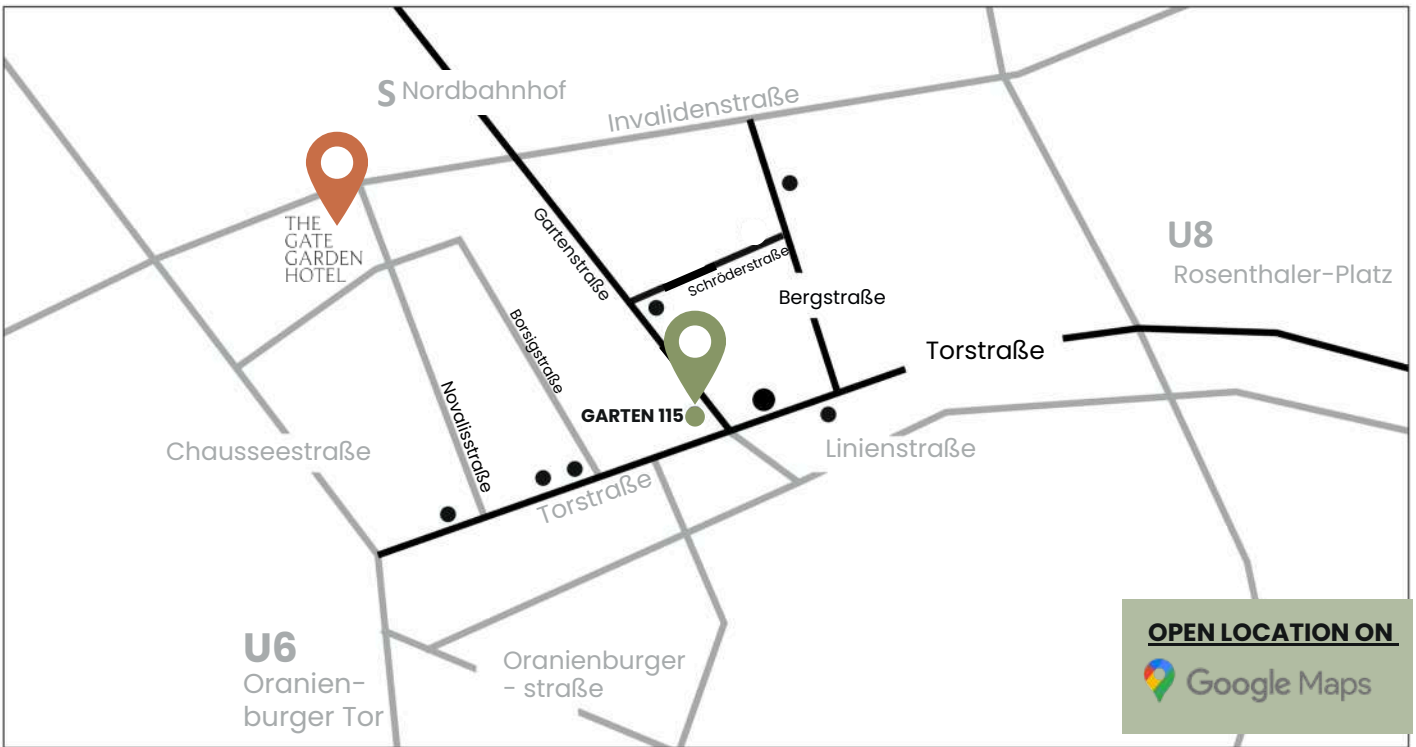 S Nordbahnhof
Invalidenstraße
THE
GATE
GARDEN
HOTEL
Gartenstraße
Schröderstraße
Bergstraße
U8
Rosenthaler-Platz
Torstraße
Borsigstraße
Novalisstraße
GARTEN 115
Chausseestraße
Linienstraße
Torstraße
U6
Oranien-
burger Tor
Oranienburger
- straße
OPEN LOCATION ON
Google Maps